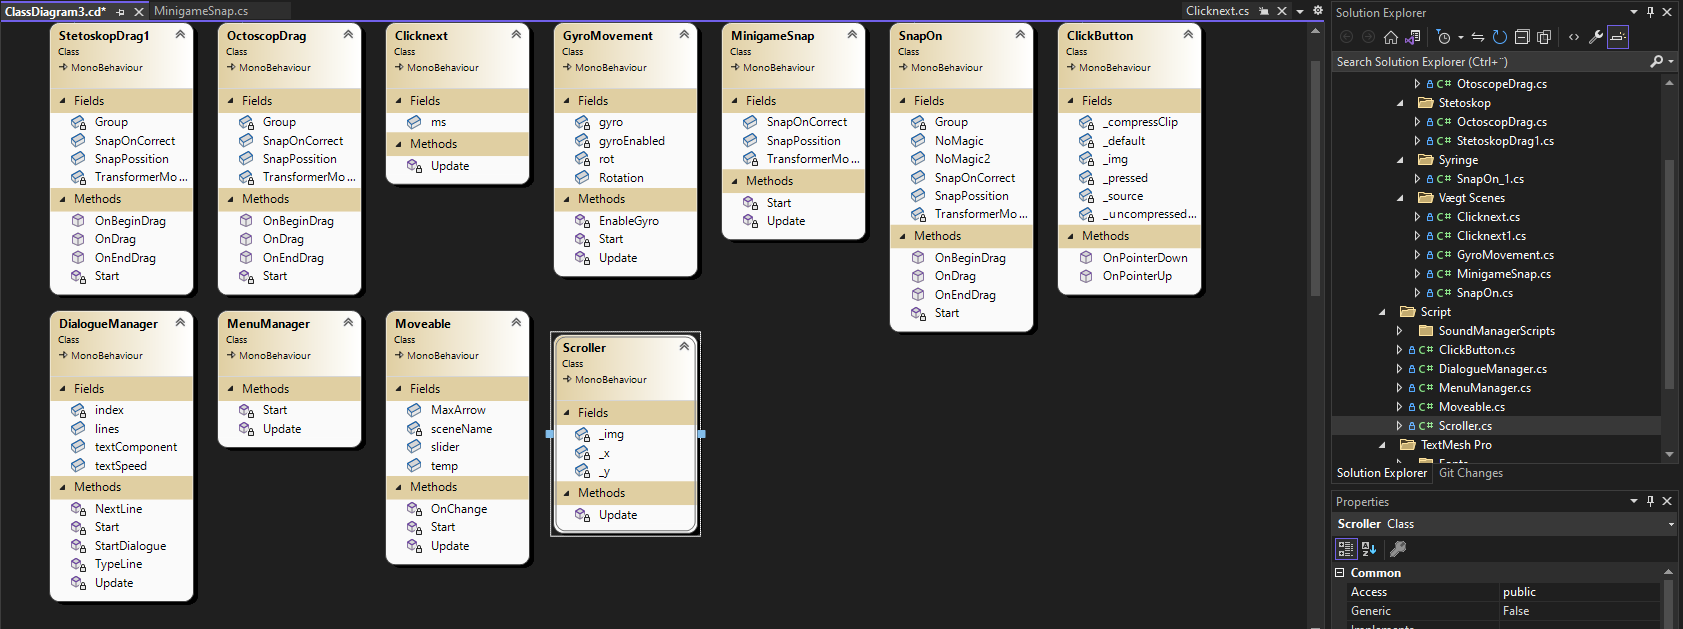 ClassDiagram3.cd*
MinigameSnap.cs
Clicknext.cs
StetoskopDrag1
Class
MonoBehaviour
Fields
Group
SnapOnCorrect
SnapPossition
TransformerMo...
Methods
OnBeginDrag
OnDrag
OnEndDrag
Start
OctoscopDrag
Class
MonoBehaviour
Fields
Group
SnapOnCorrect
SnapPossition
TransformerMo...
Methods
OnBeginDrag
OnDrag
OnEndDrag
Start
Clicknext
Class
MonoBehaviour
Fields
ms
Methods
Update
GyroMovement
Class
MonoBehaviour
Fields
gyro
gyroEnabled
rot
Rotation
Methods
EnableGyro
Start
Update
MinigameSnap
Class
MonoBehaviour
Fields
SnapOnCorrect
SnapPossition
TransformerMo...
Methods
Start
Update
SnapOn
Class
MonoBehaviour
Fields
Group
NoMagic
NoMagic2
SnapOnCorrect
SnapPossition
TransformerMo...
Methods
OnBeginDrag
OnDrag
OnEndDrag
Start
ClickButton
Class
MonoBehaviour
Fields
_compressClip
_default
_img
_pressed
_source
_uncompressed...
Methods
OnPointerDown
OnPointerUp
DialogueManager
Class
MonoBehaviour
Fields
index
lines
textComponent
textSpeed
Methods
NextLine
Start
StartDialogue
TypeLine
Update
MenuManager
Class
MonoBehaviour
Methods
Start
Update
Moveable
Class
MonoBehaviour
Fields
MaxArrow
sceneName
slider
temp
Methods
OnChange
Start
Update
Scroller
Class
MonoBehaviour
Fields
_img
_x
_y
Methods
Update
Solution Explorer
Search Solution Explorer (Ctrl+¨)
C# OtoscopeDrag.cs
Stetoskop
C# OctoscopDrag.cs
C# StetoskopDrag1.cs
Syringe
C# SnapOn_1.cs
Vægt Scenes
C# Clicknext.cs
C# Clicknext1.cs
C# GyroMovement.cs
C# MinigameSnap.cs
C# SnapOn.cs
Script
SoundManagerScripts
C# ClickButton.cs
C# DialogueManager.cs
C# MenuManager.cs
C# Moveable.cs
C# Scroller.cs
TextMesh Pro
Fonts
Solution Explorer Git Changes
Properties
Scroller Class
Common
Access public
Generic False
Implements